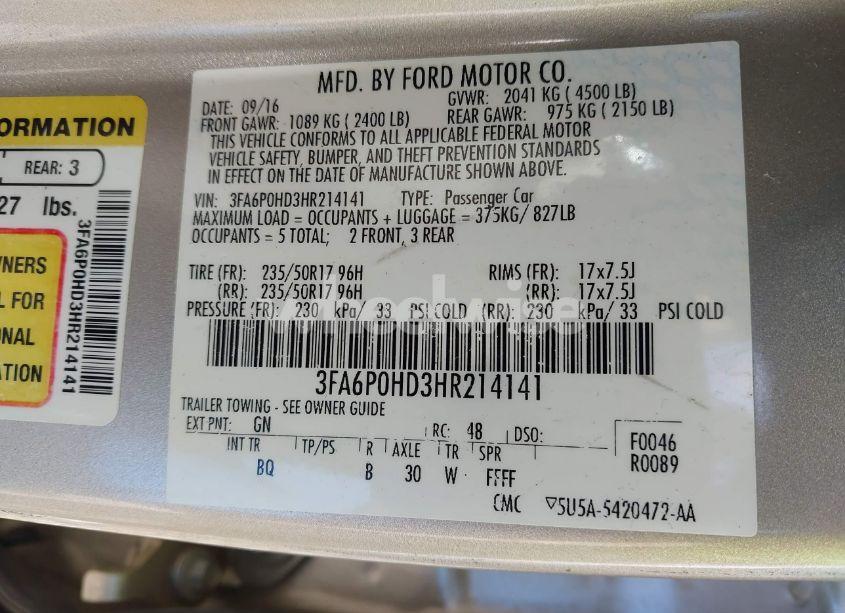 MFD. BY FORD MOTOR CO.
DATE: 09/16 GVWR: 2041 KG ( 4500 LB)
FRONT GAWR: 1089 KG ( 2400 LB) REAR GAWR: 975 KG ( 2150 LB)
THIS VEHICLE CONFORMS TO ALL APPLICABLE FEDERAL MOTOR
VEHICLE SAFETY, BUMPER, AND THEFT PREVENTION STANDARDS
IN EFFECT ON THE DATE OF MANUFACTURE SHOWN ABOVE.
VIN: 3FA6P0HD3HR214141 TYPE: Passenger Car
MAXIMUM LOAD = OCCUPANTS + LUGGAGE = 375KG/ 827LB
OCCUPANTS = 5 TOTAL; 2 FRONT, 3 REAR
TIRE (FR): 235/50R17 96H RIMS (FR): 17x7.5J
(RR): 235/50R17 96H (RR): 17x7.5J
PRESSURE (FR): 230 kPa/ 33 PSI COLD (RR): 230 kPa/ 33 PSI COLD
3FA6P0HD3HR214141
TRAILER TOWING - SEE OWNER GUIDE
EXT PNT: GN RC: 48 DSO: F0046
INT TR TP/PS R AXLE TR SPR R0089
BQ B 30 W FFFF
CMC ▽5U5A-5420472-AA
ORMATION
REAR: 3
27 lbs.
WNERS
L FOR
ONAL
ATION
3FA6P0HD3HR214141
wheelwise